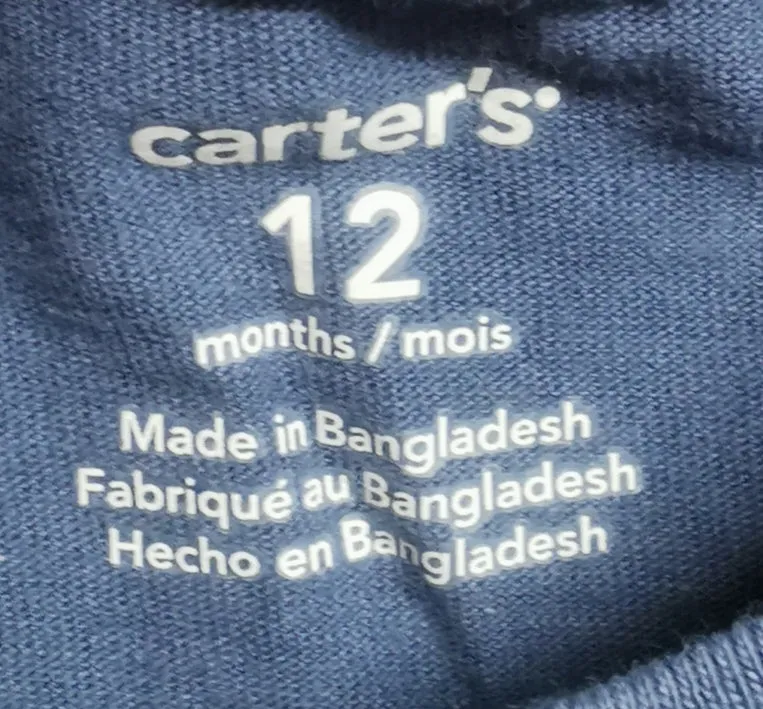 carter's
12
months / mois
Made in Bangladesh
Fabriqué au Bangladesh
Hecho en Bangladesh